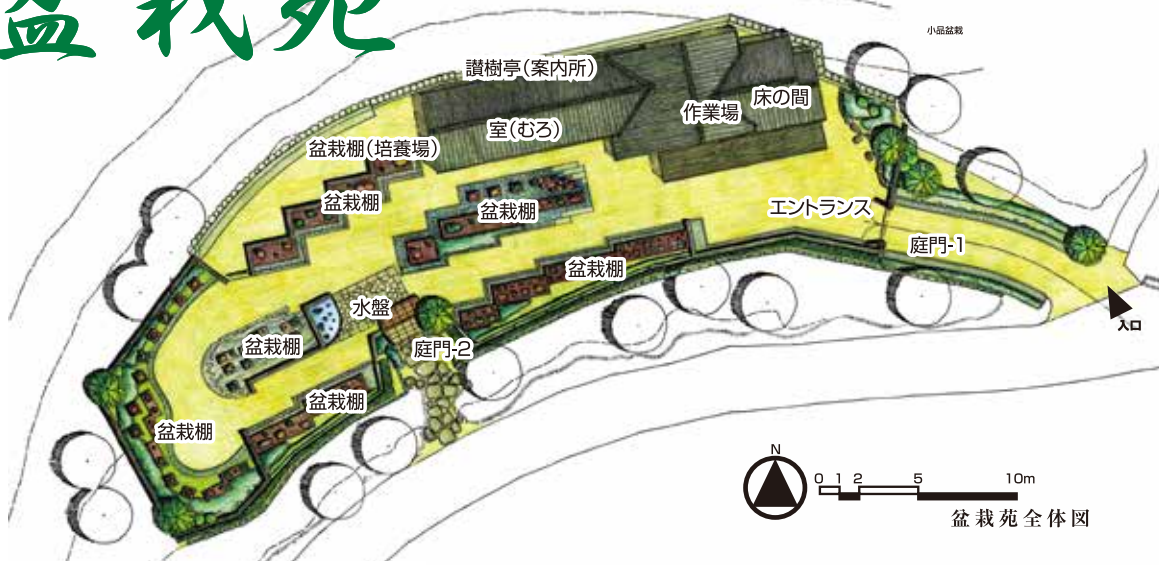 盆栽苑
小品盆栽
讃樹亭（案内所）
床の間
作業場
室（むろ）
盆栽棚（培養場）
盆栽棚
盆栽棚
エントランス
庭門-1
盆栽棚
水盤
入口
盆栽棚
庭門-2
盆栽棚
盆栽棚
N
0 1 2 5 10m
盆栽苑全体図